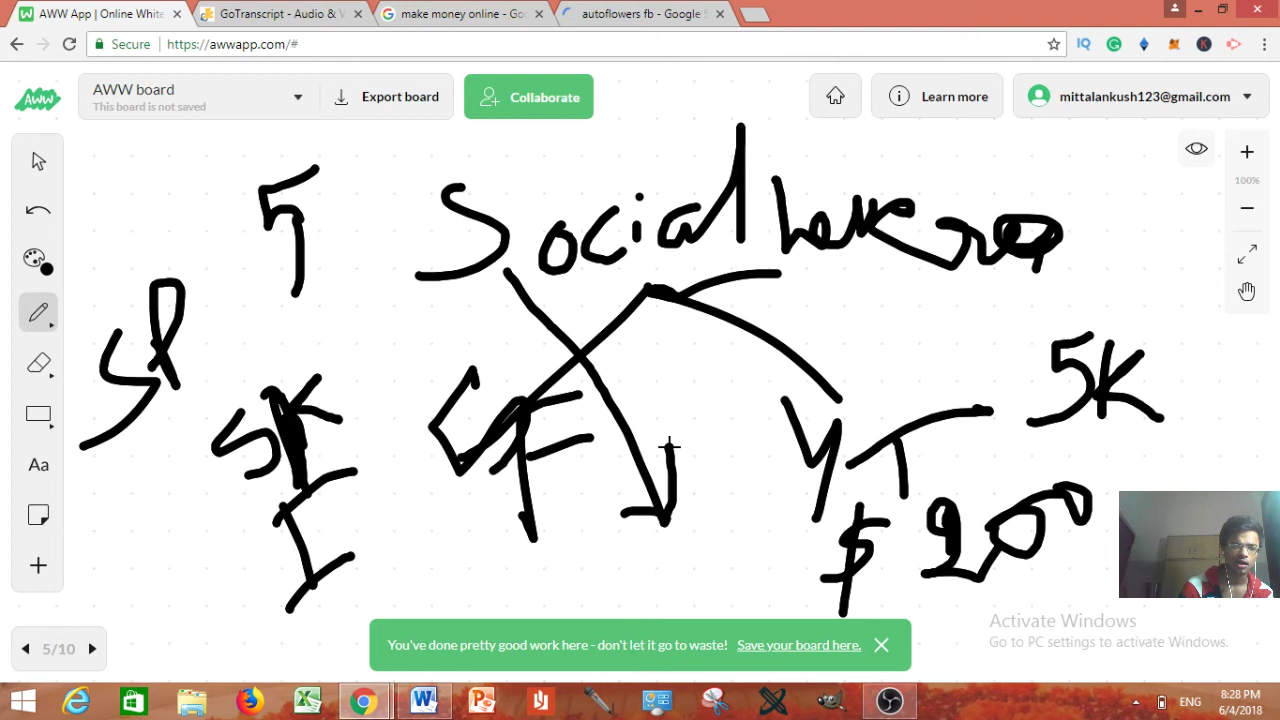 AWW App | Online White
GoTranscript - Audio & V
make money online - Go
autoflowers fb - Google S
Secure https://awwapp.com/#
AWW board
This board is not saved
Export board
Collaborate
Learn more
mittalankush123@gmail.com
100%
5 Social
5K
5K
YT
I
$ 200
Aa
Activate Windows
Go to PC settings to activate Windows.
5/10
You've done pretty good work here - don't let it go to waste! Save your board here.
ENG
8:28 PM
6/4/2018